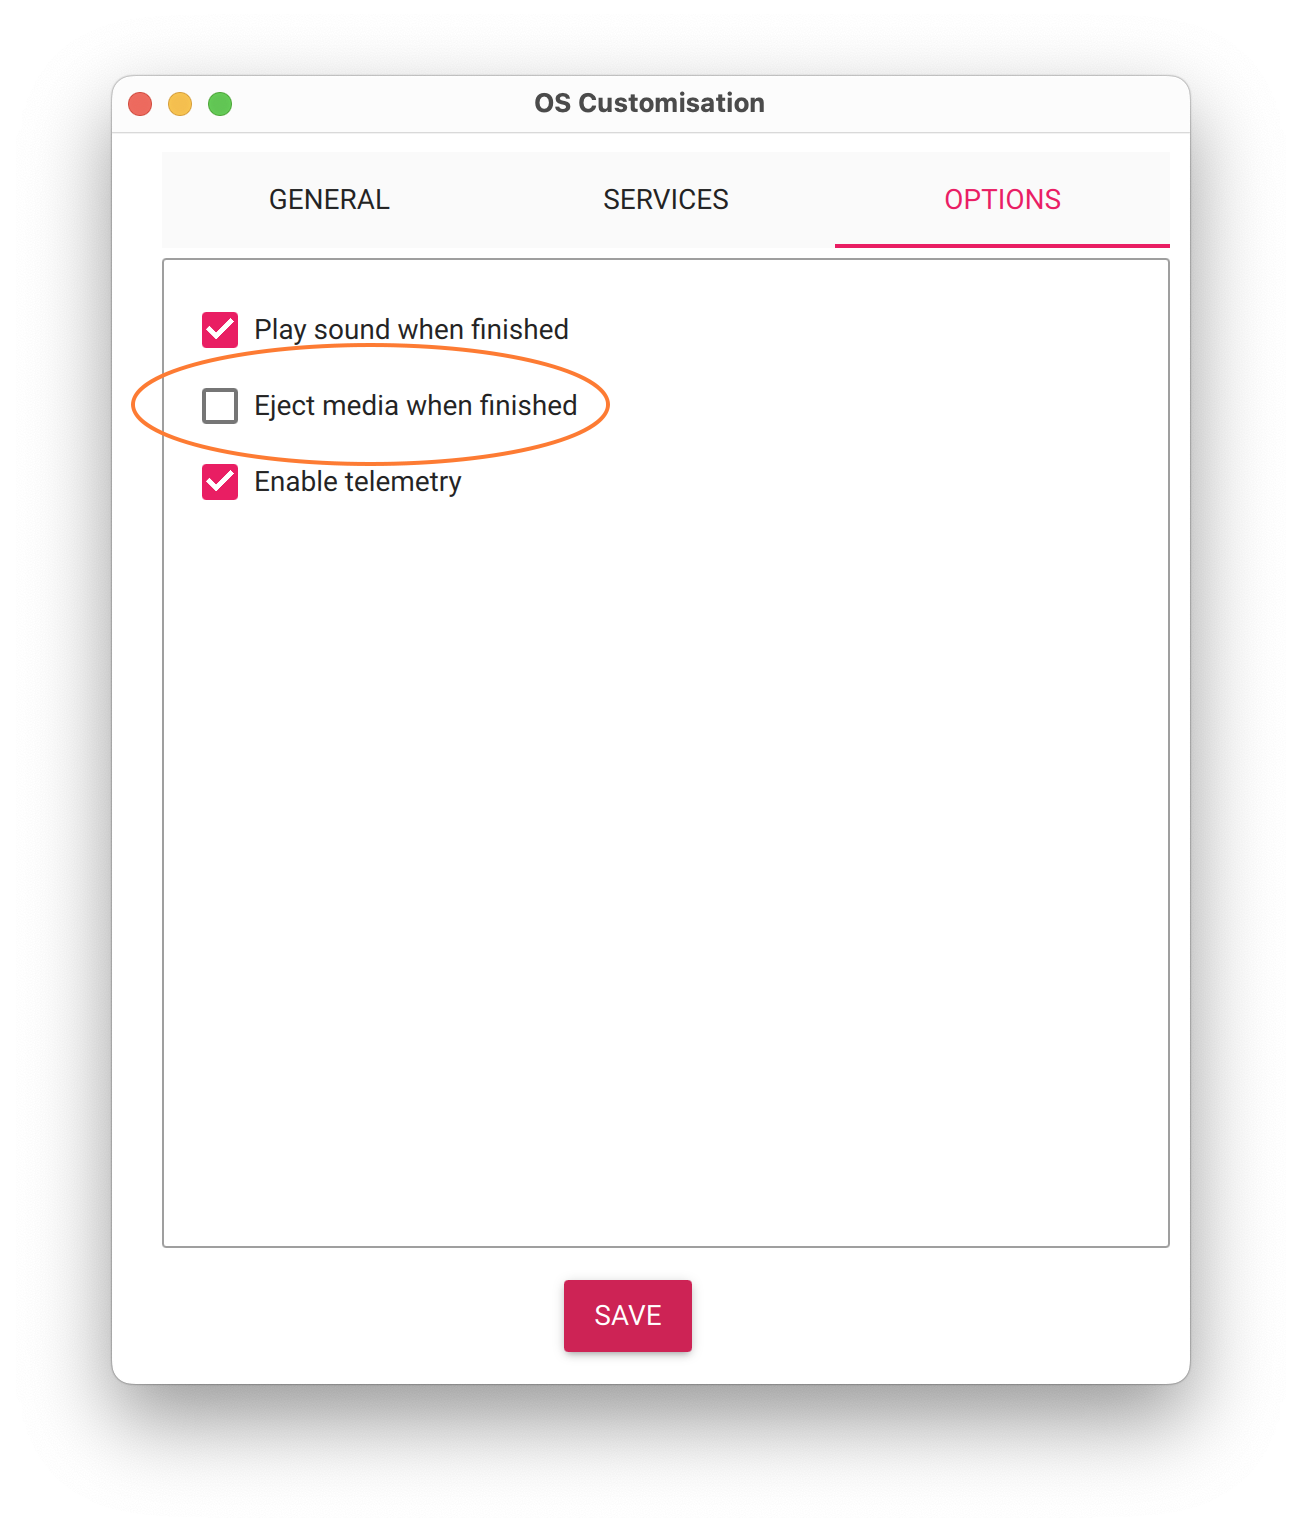 OS Customisation
GENERAL SERVICES OPTIONS
Play sound when finished
Eject media when finished
Enable telemetry
SAVE